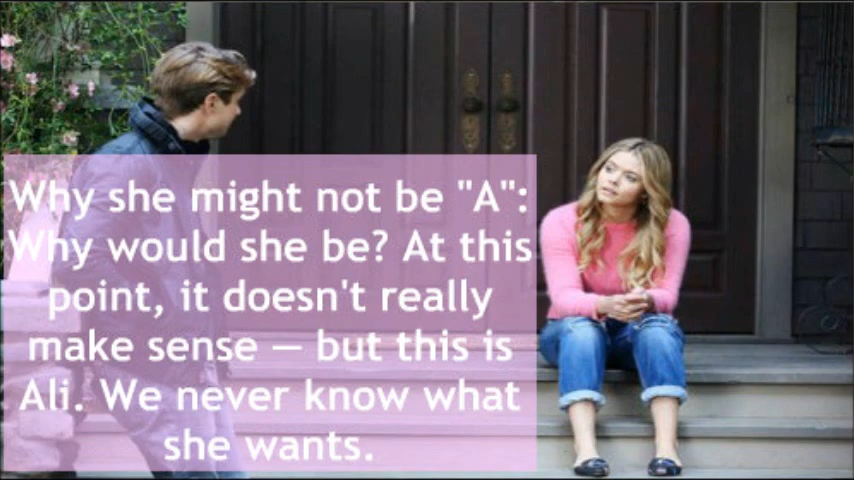 Why she might not be "A":
Why would she be? At this
point, it doesn't really
make sense — but this is
Ali. We never know what
she wants.